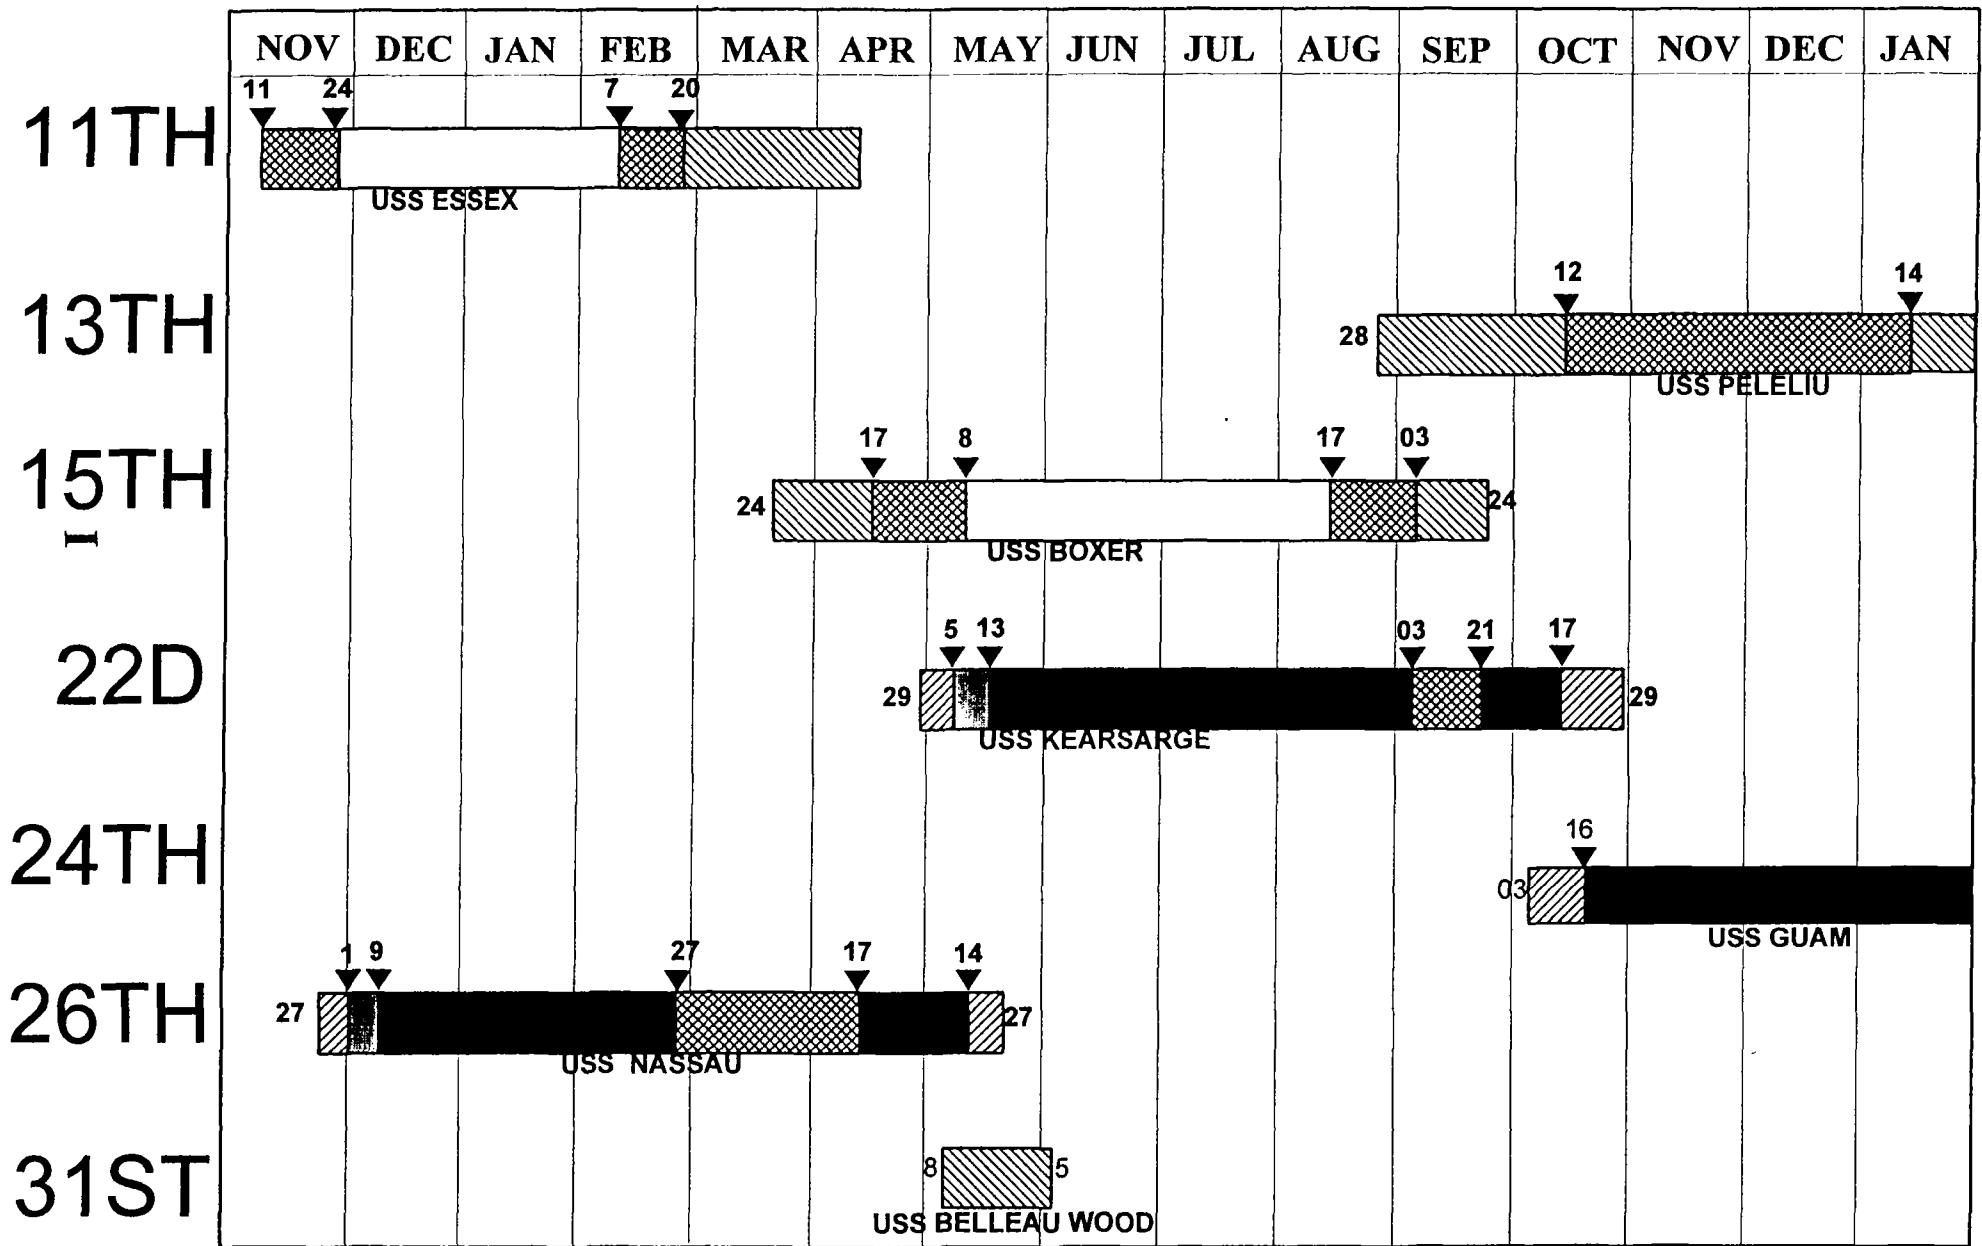 NOV DEC JAN FEB MAR APR MAY JUN JUL AUG SEP OCT NOV DEC JAN
11 24 7 20
11TH
USS ESSEX
12 14
13TH
28
USS PELELIU
17 8 17 03
15TH
24 24
USS BOXER
5 13 03 21 17
22D
29 29
USS KEARSARGE
16
24TH
03
USS GUAM
1 9 27 17 14
26TH
27 27
USS NASSAU
31ST
8 5
USS BELLEAU WOOD